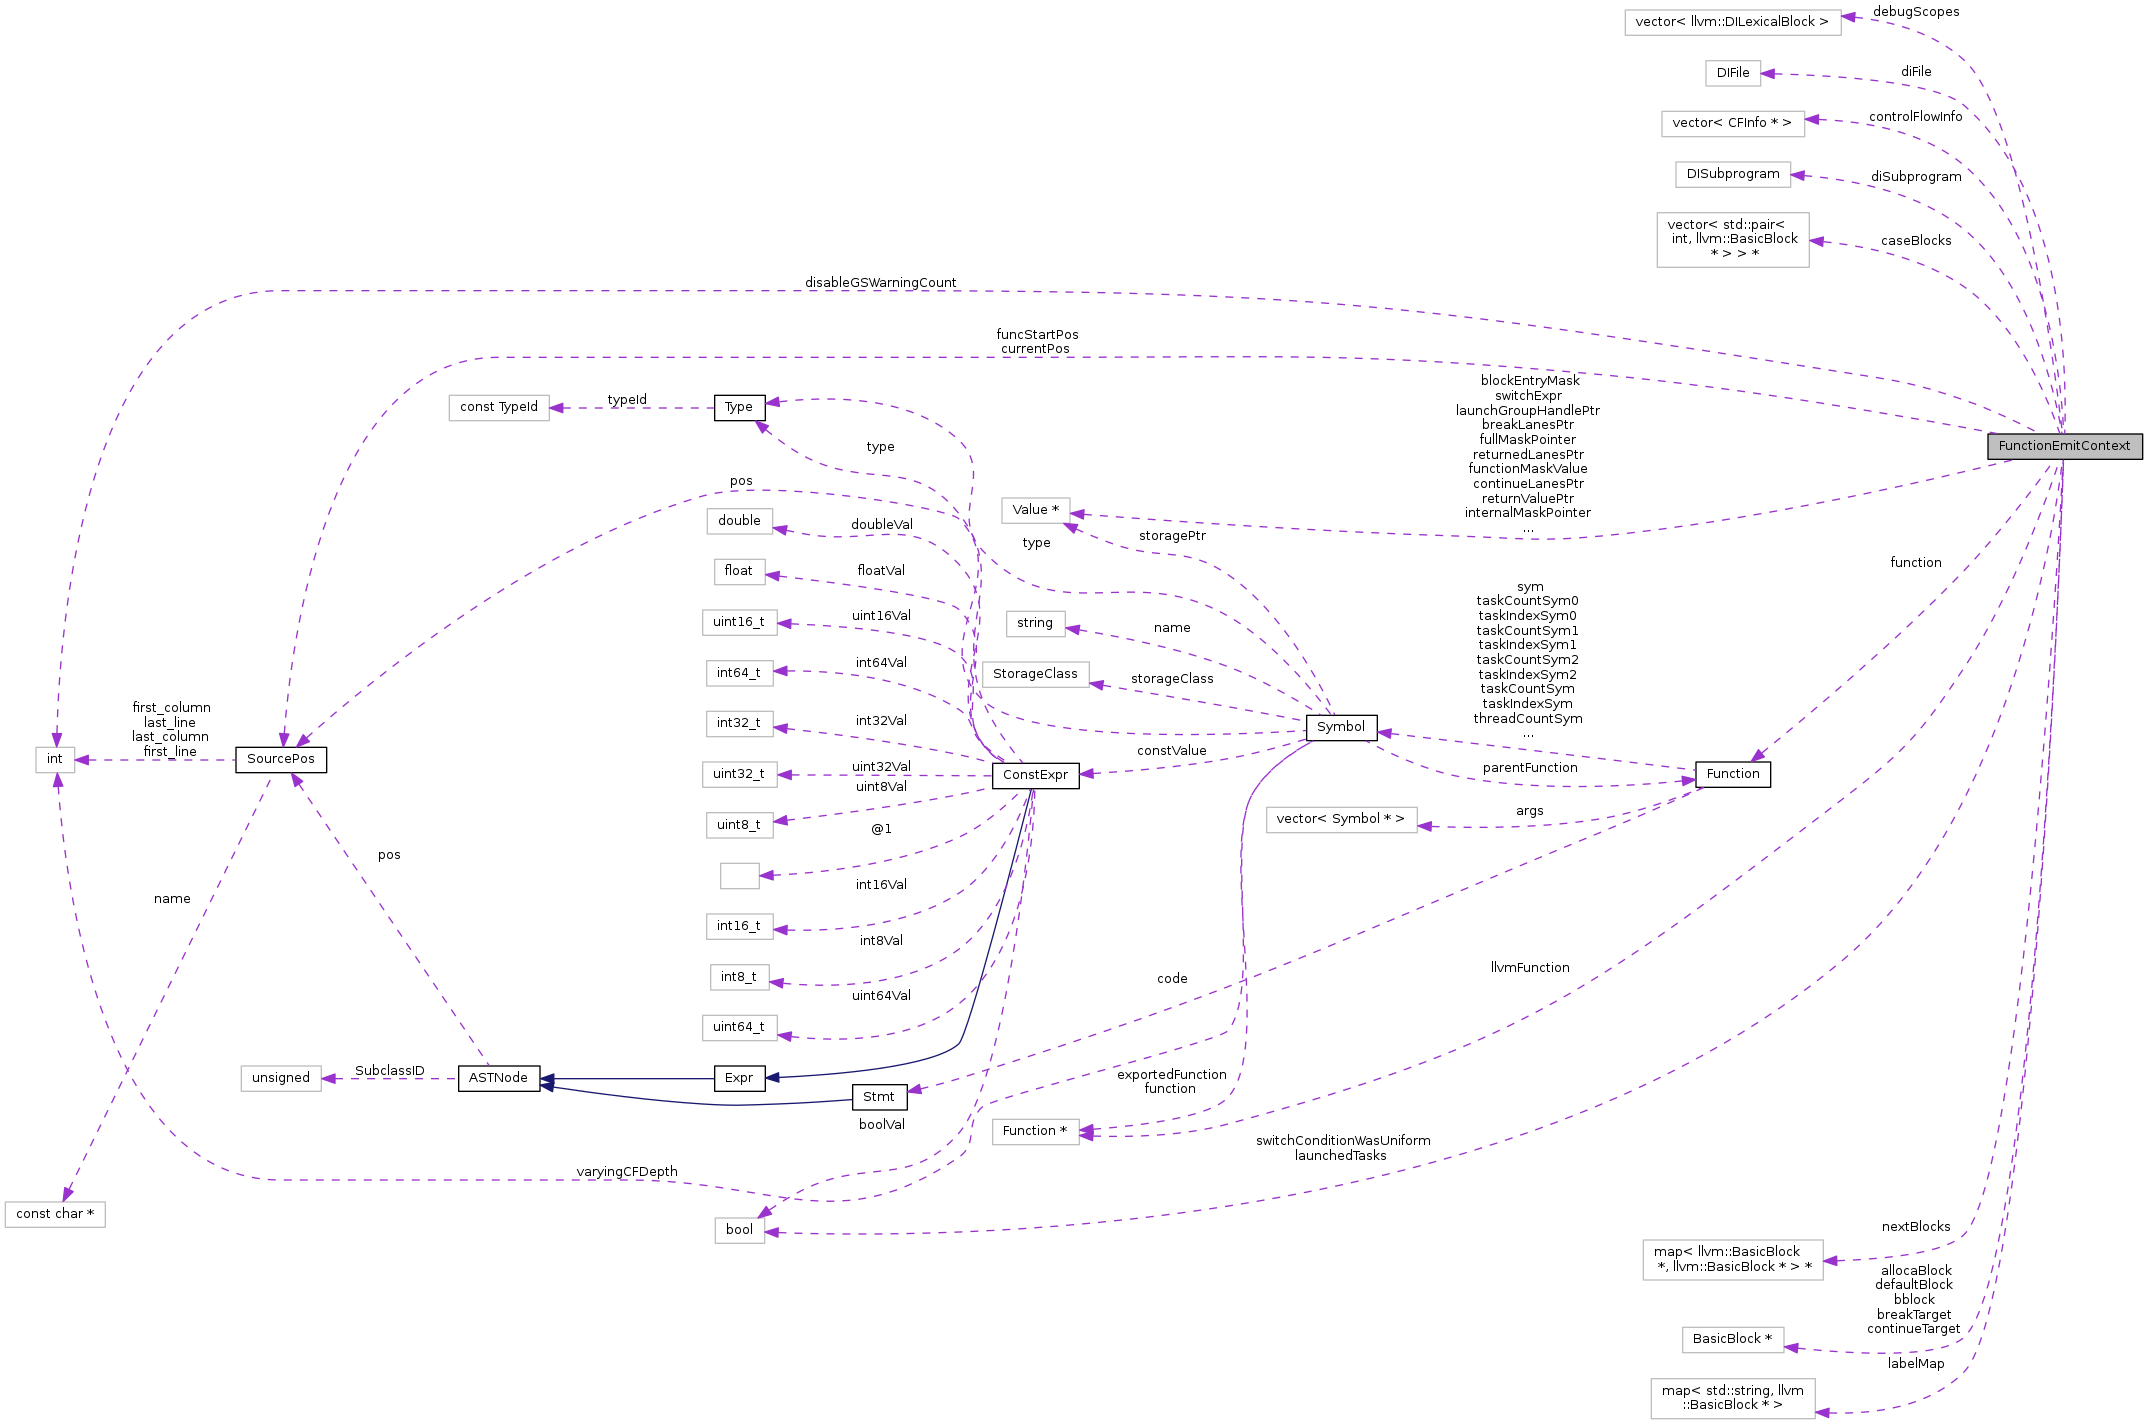 debugScopes
vector< llvm::DILexicalBlock >
diFile
DIFile
controlFlowInfo
vector< CFInfo * >
diSubprogram
DISubprogram
caseBlocks
vector< std::pair<
int, llvm::BasicBlock
* > > *
disableGSWarningCount
funcStartPos
currentPos
FunctionEmitContext
blockEntryMask
switchExpr
launchGroupHandlePtr
breakLanesPtr
fullMaskPointer
returnedLanesPtr
functionMaskValue
continueLanesPtr
returnValuePtr
internalMaskPointer
...
const TypeId
typeId
Type
type
pos
double
doubleVal
Value *
storagePtr
type
float
floatVal
function
uint16_t
uint16Val
string
name
sym
taskCountSym0
taskIndexSym0
taskCountSym1
taskIndexSym1
taskCountSym2
taskIndexSym2
taskCountSym
taskIndexSym
threadCountSym
...
int64_t
int64Val
StorageClass
storageClass
int32_t
int32Val
Symbol
first_column
last_line
last_column
first_line
int
SourcePos
constValue
parentFunction
Function
uint32_t
uint32Val
ConstExpr
uint8Val
uint8_t
@1
vector< Symbol * >
args
pos
int16Val
int16_t
name
int8Val
int8_t
code
llvmFunction
uint64Val
uint64_t
unsigned
SubclassID
ASTNode
Expr
Stmt
exportedFunction
function
boolVal
Function *
switchConditionWasUniform
launchedTasks
varyingCFDepth
const char *
bool
nextBlocks
map< llvm::BasicBlock
*, llvm::BasicBlock * > *
allocaBlock
defaultBlock
bblock
breakTarget
continueTarget
BasicBlock *
labelMap
map< std::string, llvm
::BasicBlock * >